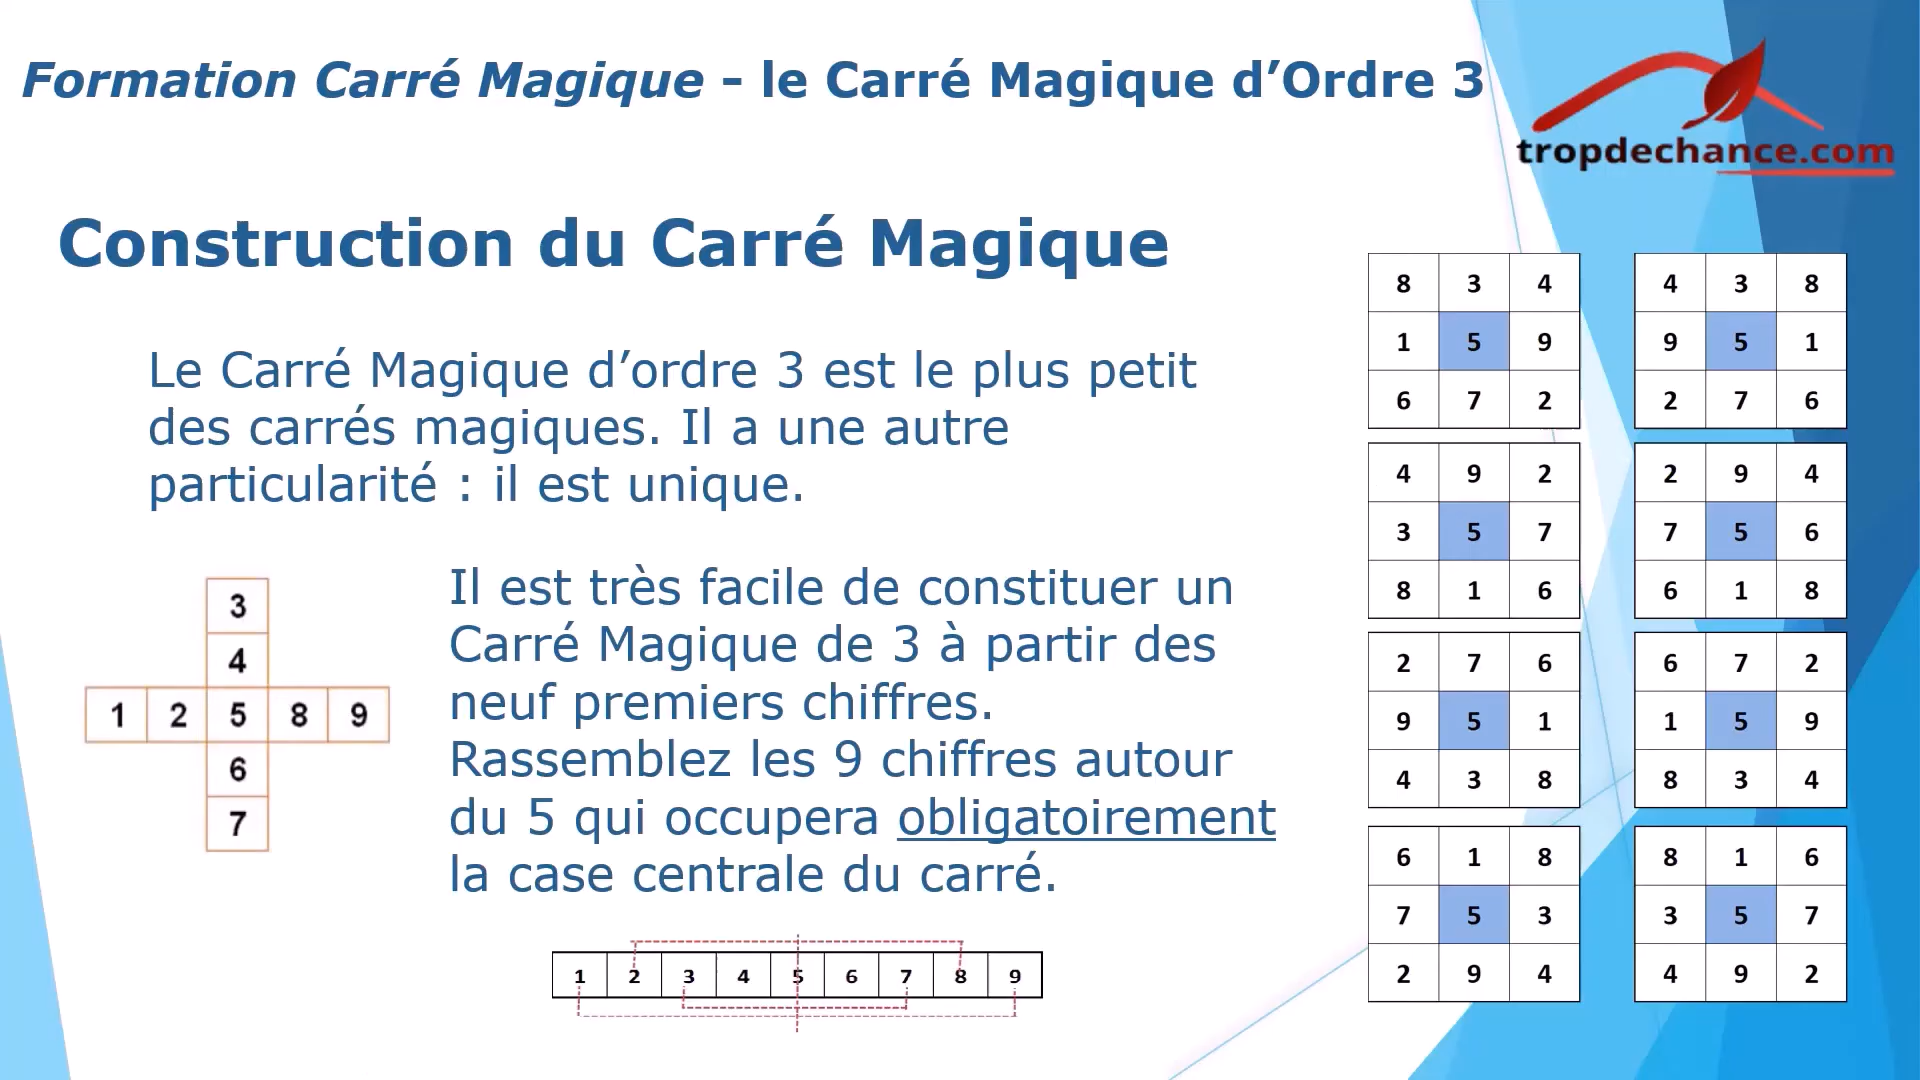 Formation Carré Magique - le Carré Magique d’Ordre 3
tropdechance.com
Construction du Carré Magique
Le Carré Magique d’ordre 3 est le plus petit
des carrés magiques. Il a une autre
particularité : il est unique.
3
4
1 2 5 8 9
6
7
Il est très facile de constituer un
Carré Magique de 3 à partir des
neuf premiers chiffres.
Rassemblez les 9 chiffres autour
du 5 qui occupera obligatoirement
la case centrale du carré.
1 2 3 4 5 6 7 8 9
8 3 4
1 5 9
6 7 2
4 3 8
9 5 1
2 7 6
4 9 2
3 5 7
8 1 6
2 9 4
7 5 6
6 1 8
2 7 6
9 5 1
4 3 8
6 7 2
1 5 9
8 3 4
6 1 8
7 5 3
2 9 4
8 1 6
3 5 7
4 9 2